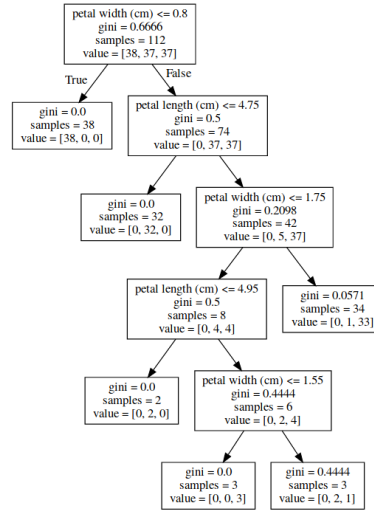 petal width (cm) <= 0.8
gini = 0.6666
samples = 112
value = [38, 37, 37]
True
False
gini = 0.0
samples = 38
value = [38, 0, 0]
petal length (cm) <= 4.75
gini = 0.5
samples = 74
value = [0, 37, 37]
gini = 0.0
samples = 32
value = [0, 32, 0]
petal width (cm) <= 1.75
gini = 0.2098
samples = 42
value = [0, 5, 37]
petal length (cm) <= 4.95
gini = 0.5
samples = 8
value = [0, 4, 4]
gini = 0.0571
samples = 34
value = [0, 1, 33]
gini = 0.0
samples = 2
value = [0, 2, 0]
petal width (cm) <= 1.55
gini = 0.4444
samples = 6
value = [0, 2, 4]
gini = 0.0
samples = 3
value = [0, 0, 3]
gini = 0.4444
samples = 3
value = [0, 2, 1]